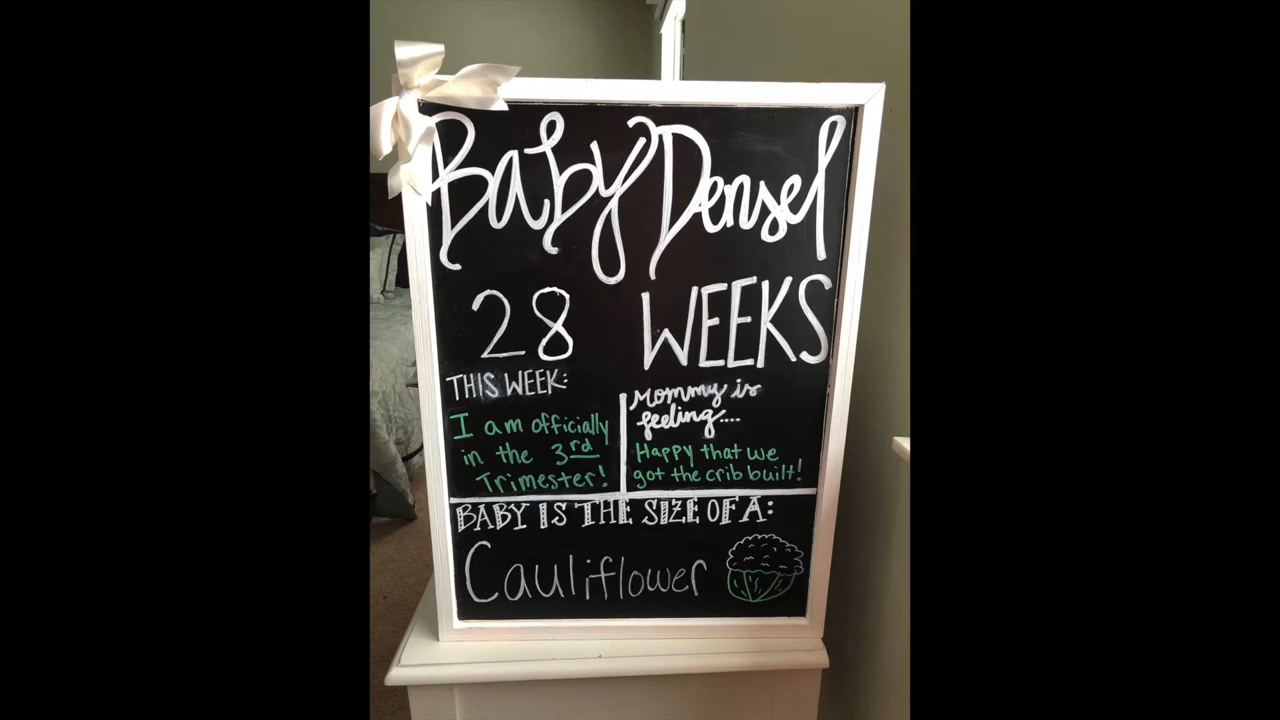 Baby Densel
28 WEEKS
THIS WEEK:
I am officially
in the 3rd
Trimester!
Mommy is
feeling....
Happy that we
got the crib built!
BABY IS THE SIZE OF A:
Cauliflower